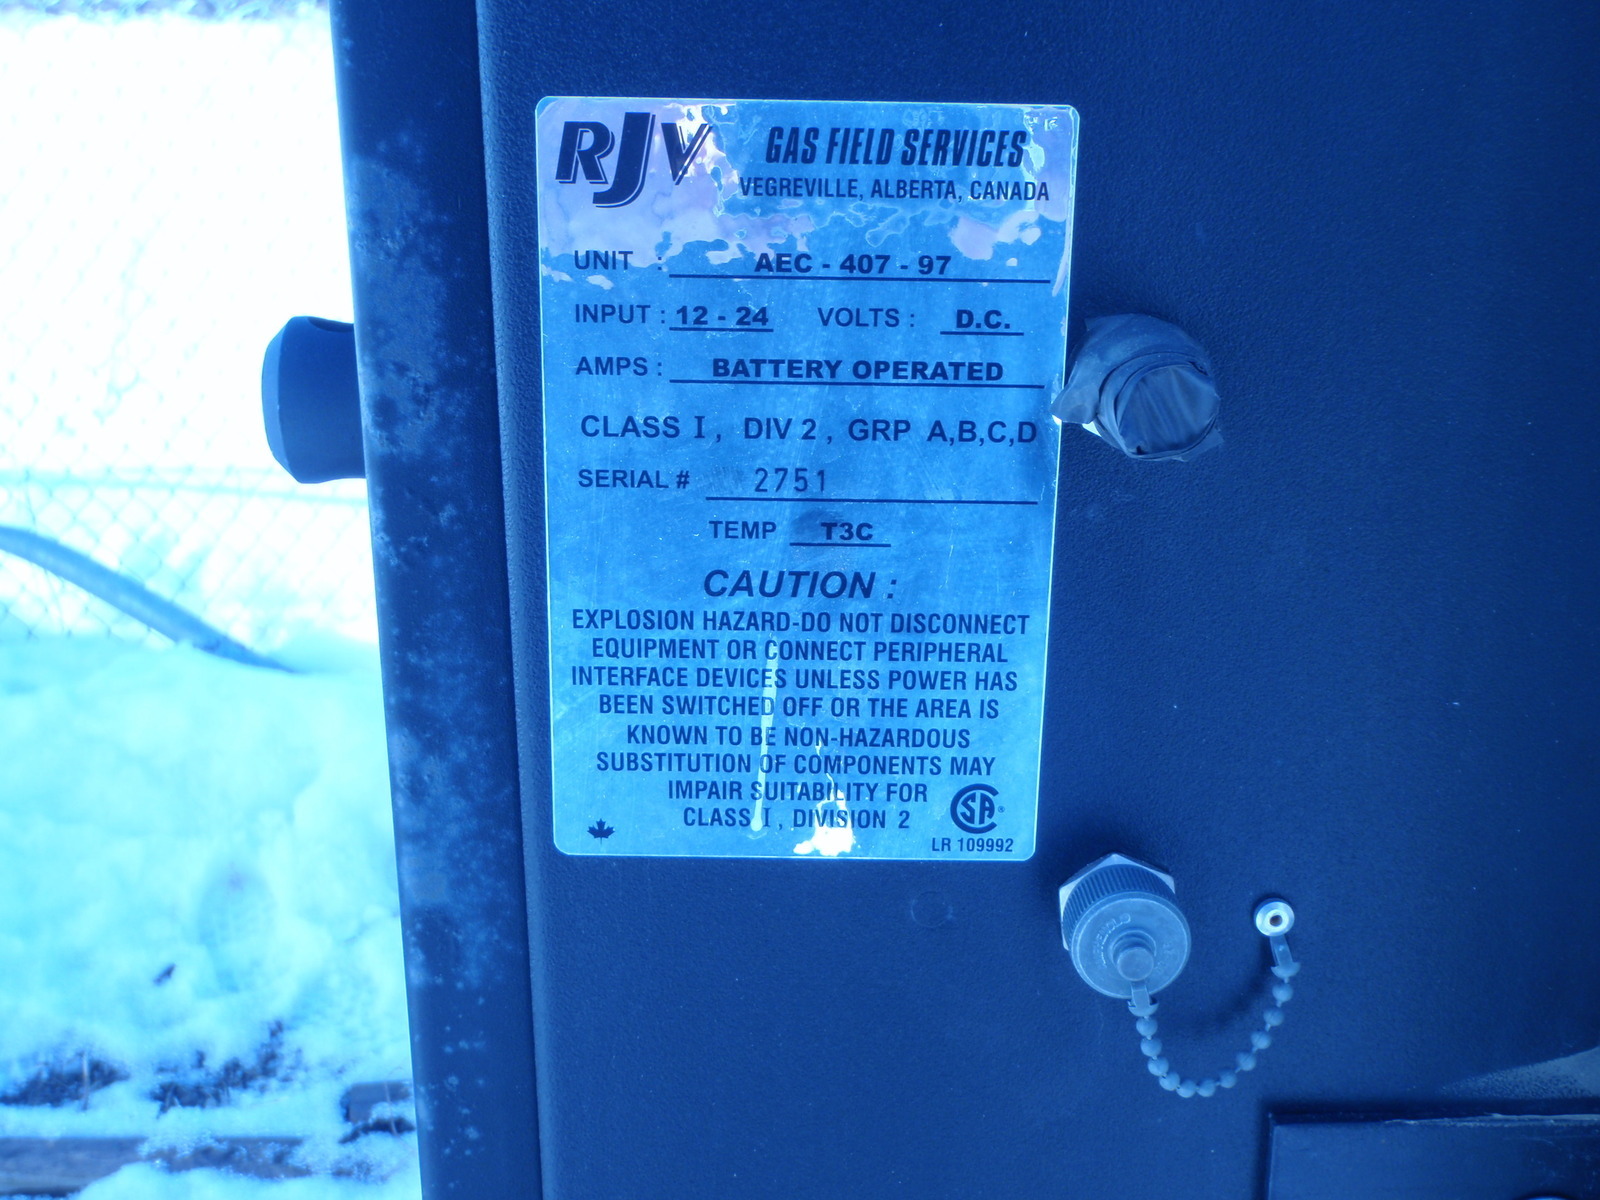 RJV GAS FIELD SERVICES
VEGREVILLE, ALBERTA, CANADA
UNIT : AEC - 407 - 97
INPUT : 12 - 24 VOLTS : D.C.
AMPS : BATTERY OPERATED
CLASS I, DIV 2, GRP A,B,C,D
SERIAL # 2751
TEMP T3C
CAUTION :
EXPLOSION HAZARD-DO NOT DISCONNECT
EQUIPMENT OR CONNECT PERIPHERAL
INTERFACE DEVICES UNLESS POWER HAS
BEEN SWITCHED OFF OR THE AREA IS
KNOWN TO BE NON-HAZARDOUS
SUBSTITUTION OF COMPONENTS MAY
IMPAIR SUITABILITY FOR
CLASS I, DIVISION 2
SA ®
LR 109992